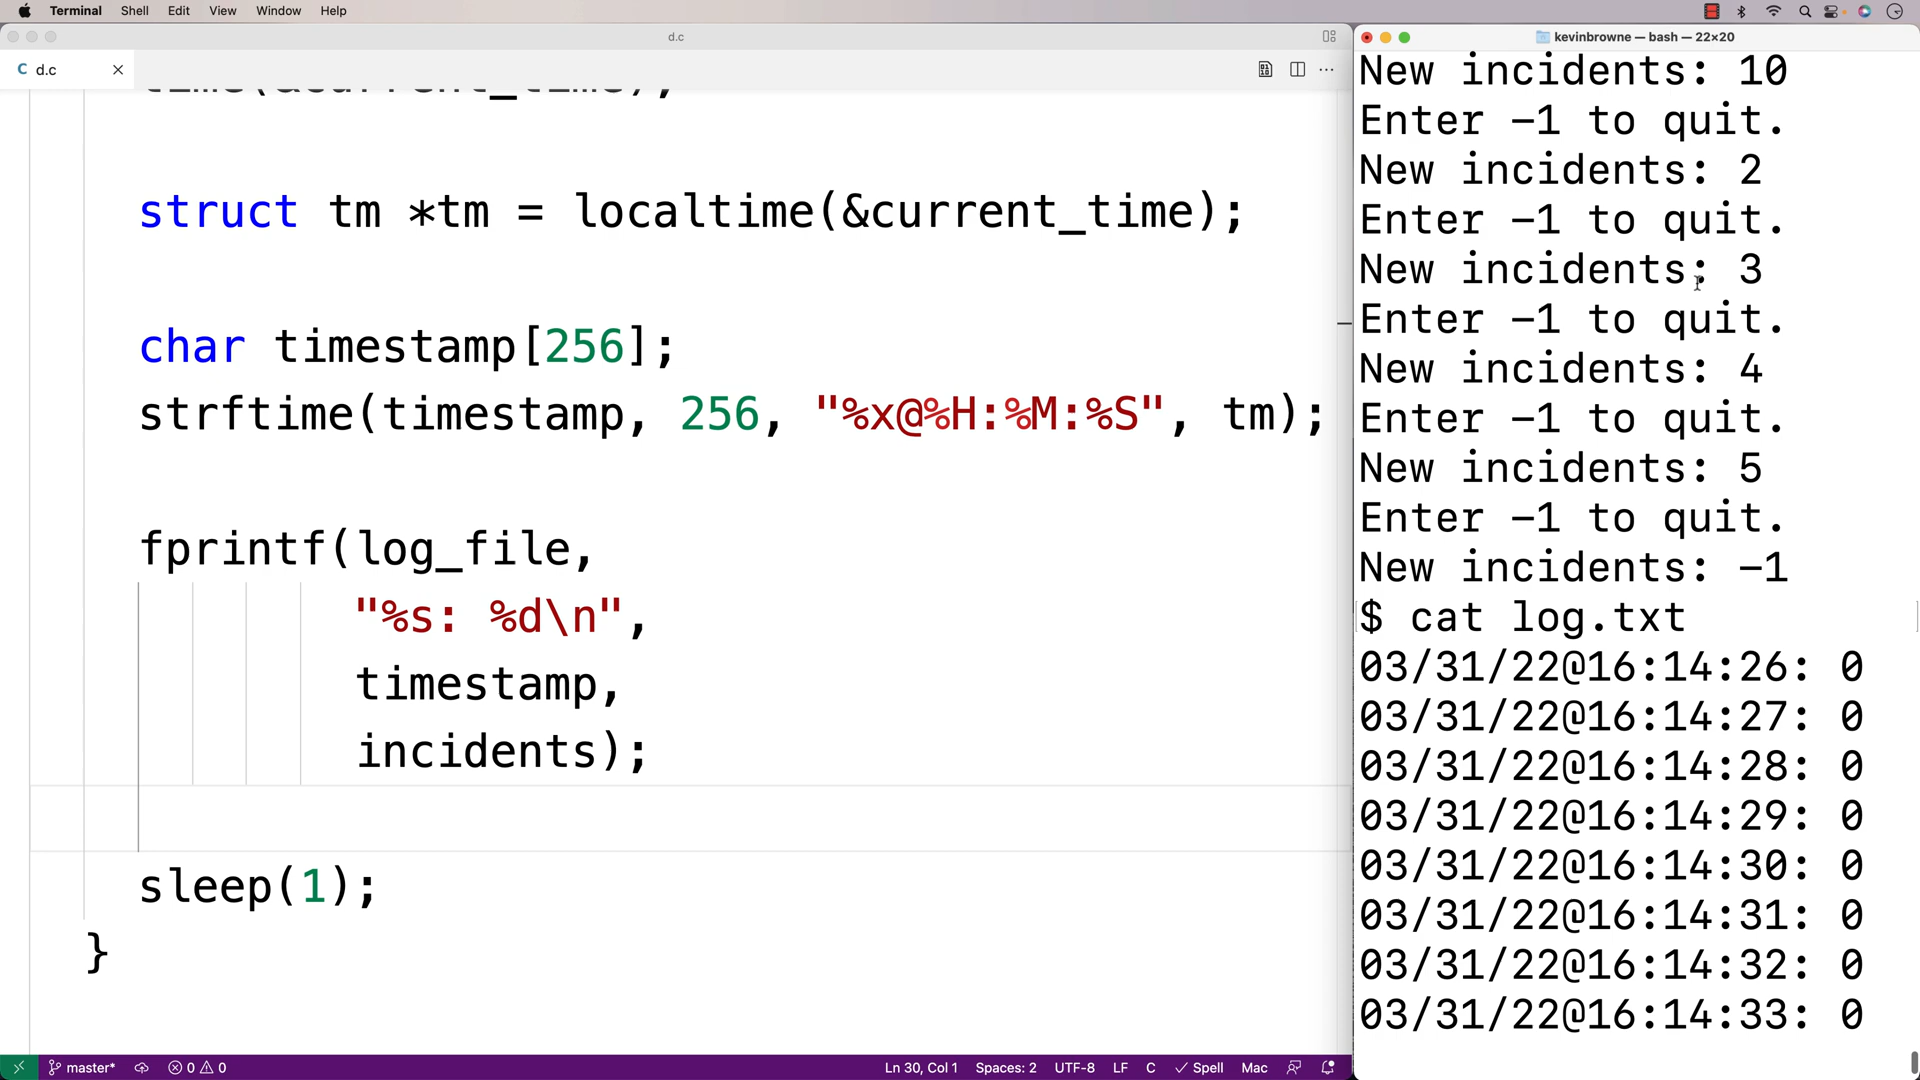 Terminal Shell Edit View Window Help
d.c
kevinbrowne — bash — 22×20
C d.c
time(&current_time);
struct tm *tm = localtime(&current_time);
char timestamp[256];
strftime(timestamp, 256, "%x@%H:%M:%S", tm);
fprintf(log_file,
"%s: %d\n",
timestamp,
incidents);
sleep(1);
}
New incidents: 10
Enter -1 to quit.
New incidents: 2
Enter -1 to quit.
New incidents: 3
Enter -1 to quit.
New incidents: 4
Enter -1 to quit.
New incidents: 5
Enter -1 to quit.
New incidents: -1
$ cat log.txt
03/31/22@16:14:26: 0
03/31/22@16:14:27: 0
03/31/22@16:14:28: 0
03/31/22@16:14:29: 0
03/31/22@16:14:30: 0
03/31/22@16:14:31: 0
03/31/22@16:14:32: 0
03/31/22@16:14:33: 0
master* 0 0 Ln 30, Col 1 Spaces: 2 UTF-8 LF C Spell Mac